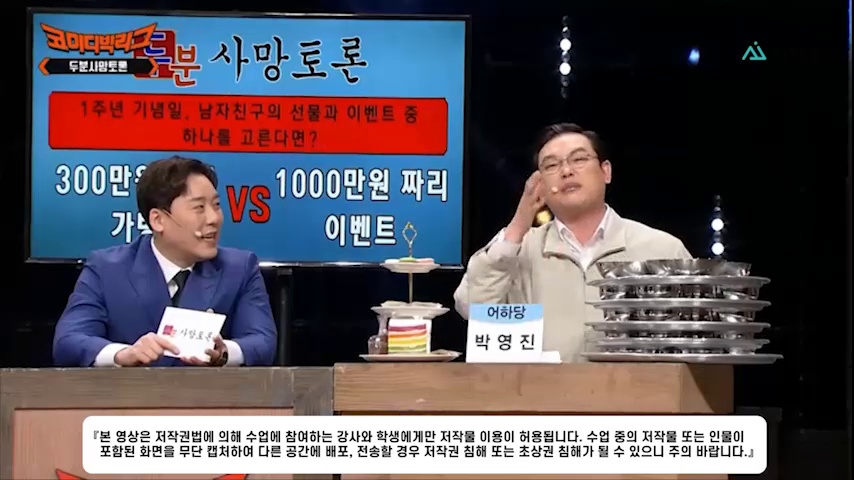 코미디빅리그
두분사망토론
두분 사망토론
1주년 기념일, 남자친구의 선물과 이벤트 중
하나를 고른다면?
300만원
VS
1000만원 짜리
이벤트
사망토론
어하당
박영진
『본 영상은 저작권법에 의해 수업에 참여하는 강사와 학생에게만 저작물 이용이 허용됩니다. 수업 중의 저작물 또는 인물이
포함된 화면을 무단 캡처하여 다른 공간에 배포, 전송할 경우 저작권 침해 또는 초상권 침해가 될 수 있으니 주의 바랍니다.』